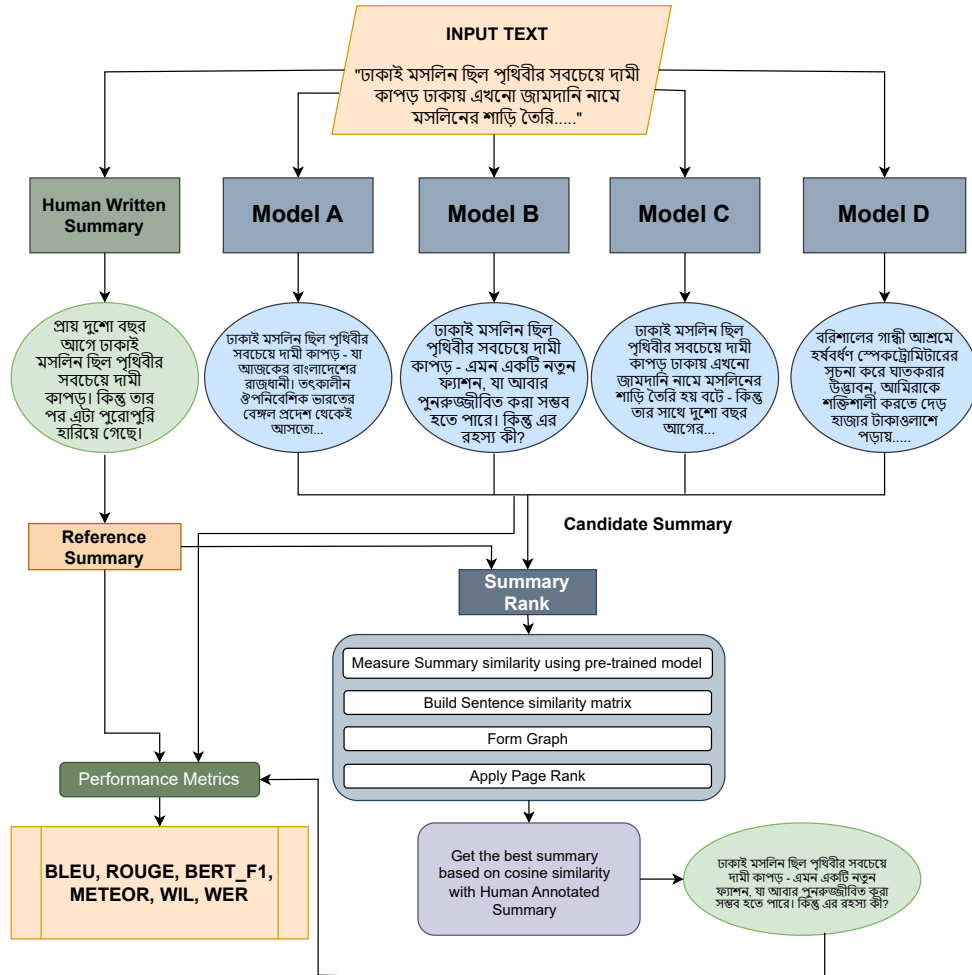 INPUT TEXT
"ঢাকাই মসলিন ছিল পৃথিবীর সবচেয়ে দামী
কাপড় ঢাকায় এখনো জামদানি নামে
মসলিনের শাড়ি তৈরি....."
Human Written
Summary
Model A
Model B
Model C
Model D
প্রায় দুশো বছর
আগে ঢাকাই
মসলিন ছিল পৃথিবীর
সবচেয়ে দামী
কাপড়। কিন্তু তার
পর এটা পুরোপুরি
হারিয়ে গেছে।
ঢাকাই মসলিন ছিল পৃথিবীর
সবচেয়ে দামী কাপড় - যা
আজকের বাংলাদেশের
রাজধানী। তৎকালীন
ঔপনিবেশিক ভারতের
বেঙ্গল প্রদেশ থেকেই
আসতো...
ঢাকাই মসলিন ছিল
পৃথিবীর সবচেয়ে দামী
কাপড় - এমন একটি নতুন
ফ্যাশন, যা আবার
পুনরুজ্জীবিত করা সম্ভব
হতে পারে। কিন্তু এর
রহস্য কী?
ঢাকাই মসলিন ছিল
পৃথিবীর সবচেয়ে দামী
কাপড় ঢাকায় এখনো
জামদানি নামে মসলিনের
শাড়ি তৈরি হয় বটে - কিন্তু
তার সাথে দুশো বছর
আগের...
বরিশালের গান্ধী আশ্রমে
হর্ষবর্ধণ স্পেকট্রোমিটারের
সূচনা করে ঘাতকরার
উদ্ভাবন, আমিরাকে
শক্তিশালী করতে দেড়
হাজার টাকাওলাশে
পড়ায়.....
Candidate Summary
Reference
Summary
Summary
Rank
Measure Summary similarity using pre-trained model
Build Sentence similarity matrix
Form Graph
Apply Page Rank
Performance Metrics
BLEU, ROUGE, BERT_F1,
METEOR, WIL, WER
Get the best summary
based on cosine similarity
with Human Annotated
Summary
ঢাকাই মসলিন ছিল পৃথিবীর সবচেয়ে
দামী কাপড় - এমন একটি নতুন
ফ্যাশন, যা আবার পুনরুজ্জীবিত করা
সম্ভব হতে পারে। কিন্তু এর রহস্য কী?